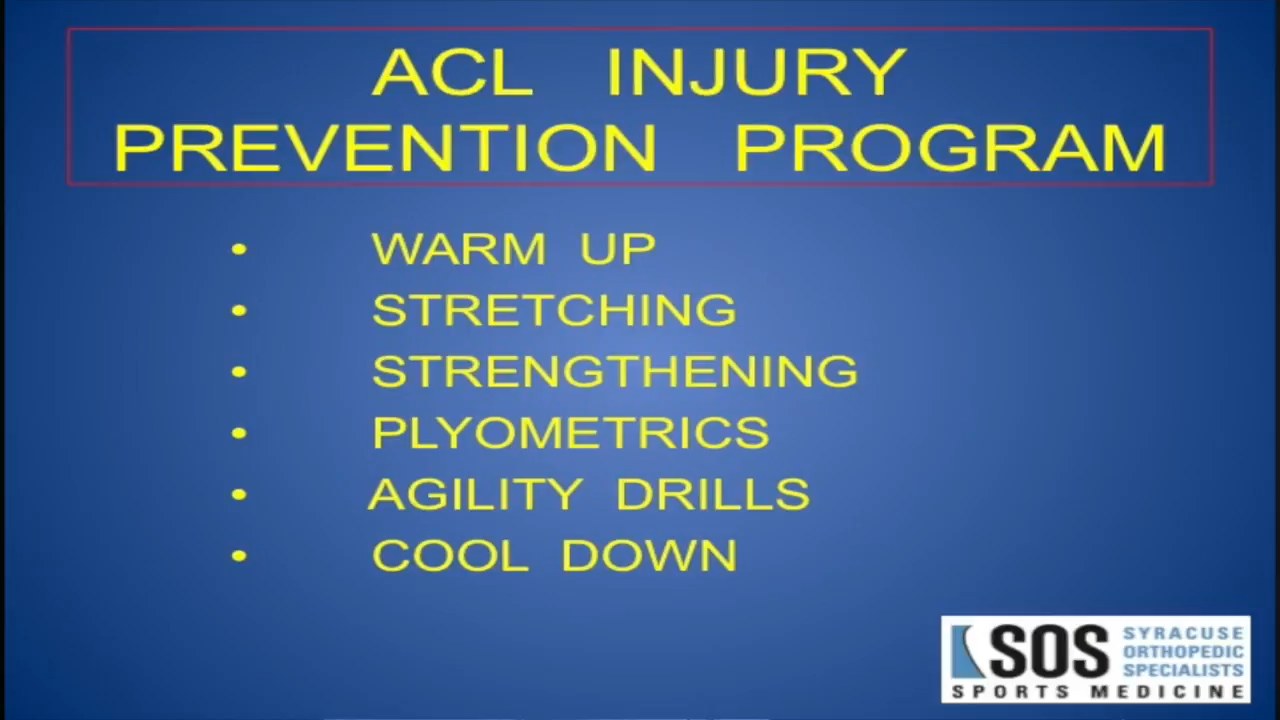 ACL INJURY
PREVENTION PROGRAM
• WARM UP
• STRETCHING
• STRENGTHENING
• PLYOMETRICS
• AGILITY DRILLS
• COOL DOWN
SOS
SYRACUSE
ORTHOPEDIC
SPECIALISTS
SPORTS MEDICINE